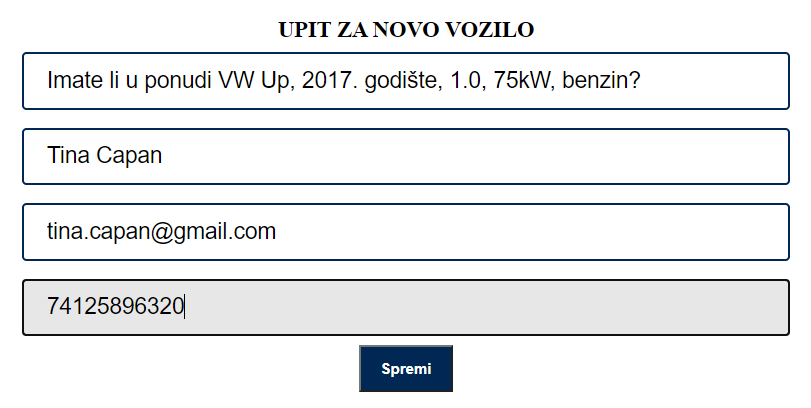 UPIT ZA NOVO VOZILO
Imate li u ponudi VW Up, 2017. godište, 1.0, 75kW, benzin?
Tina Capan
tina.capan@gmail.com
74125896320
Spremi